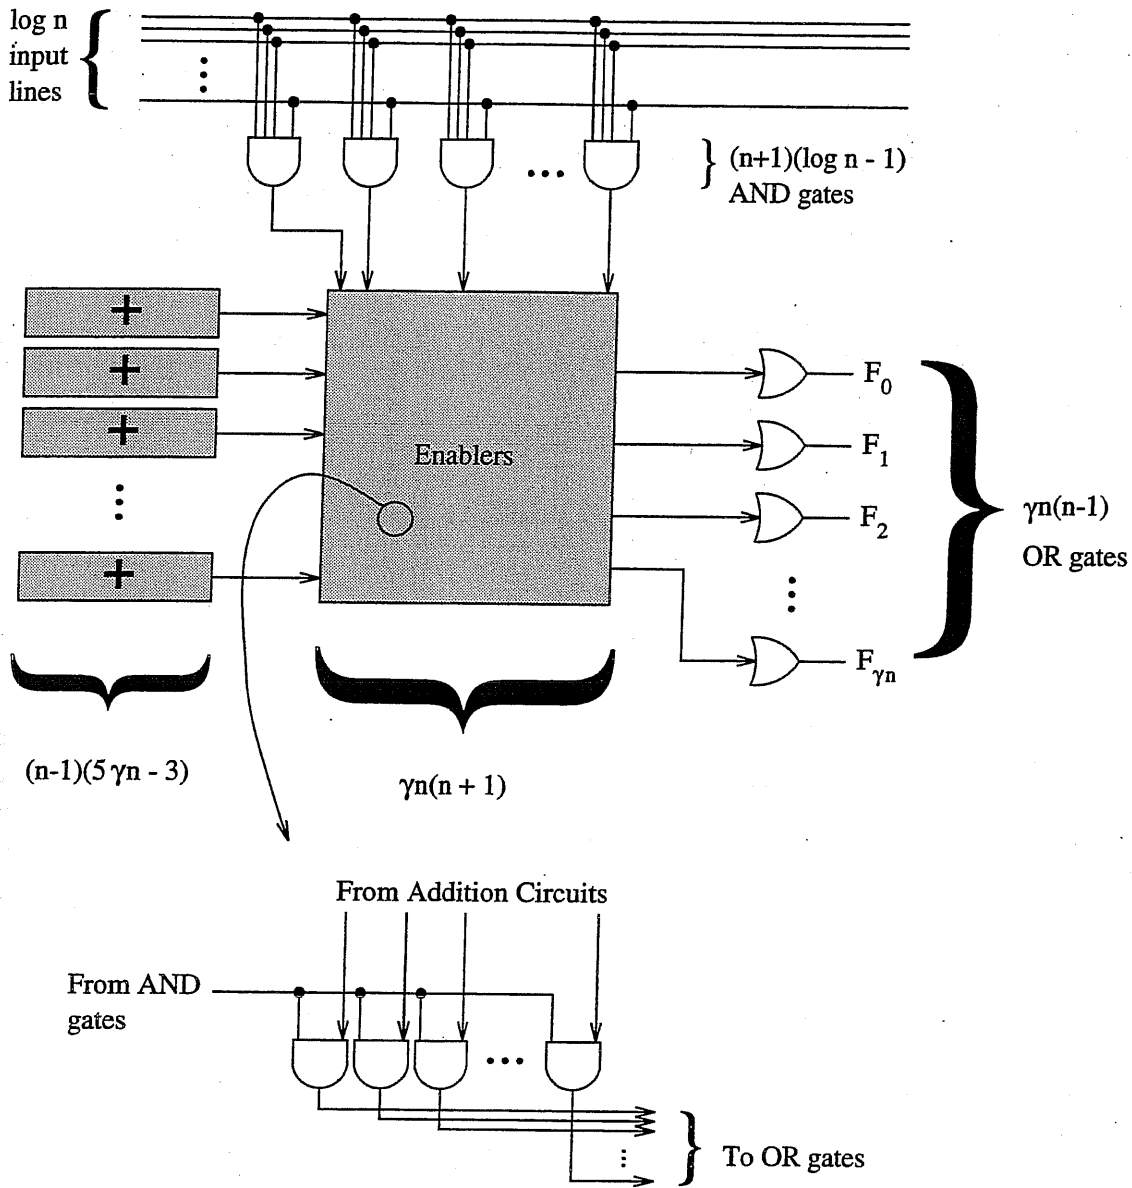 log n
input
lines
(n+1)(log n - 1)
AND gates
+
+
+
+
Enablers
F0
F1
F2
Fγn
γn(n-1)
OR gates
(n-1)(5 γn - 3)
γn(n + 1)
From Addition Circuits
From AND
gates
To OR gates